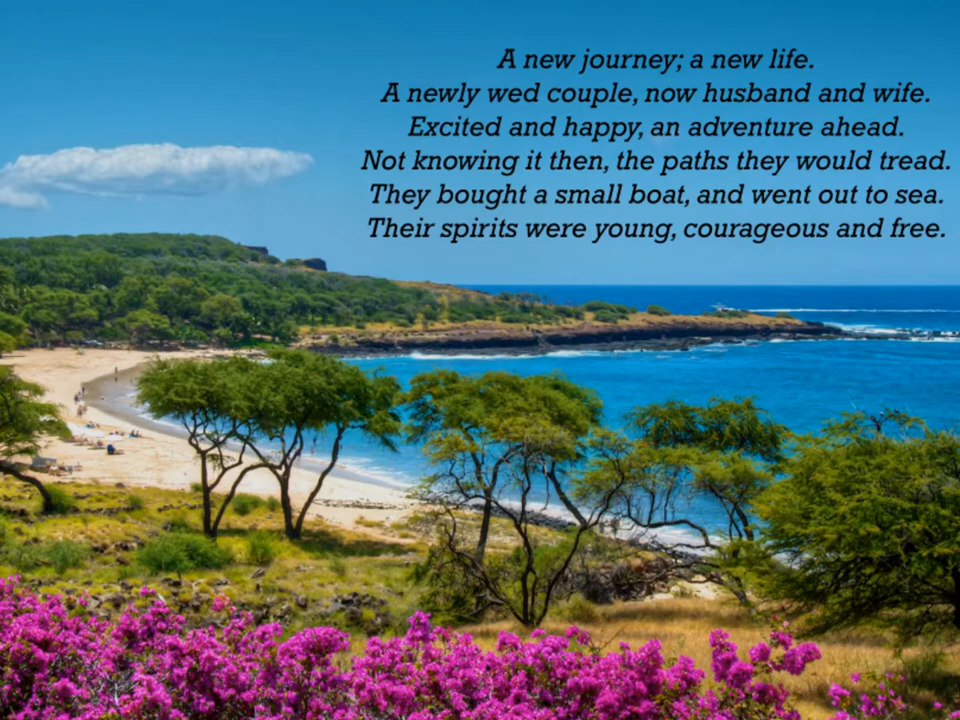 A new journey; a new life.
A newly wed couple, now husband and wife.
Excited and happy, an adventure ahead.
Not knowing it then, the paths they would tread.
They bought a small boat, and went out to sea.
Their spirits were young, courageous and free.